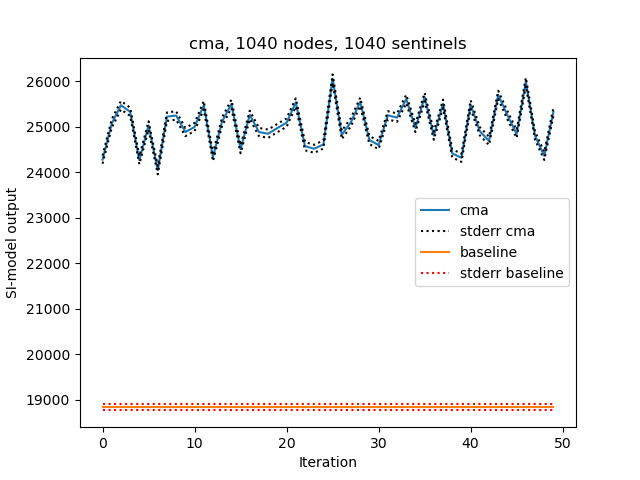 cma, 1040 nodes, 1040 sentinels
SI-model output
26000
25000
24000
23000
22000
21000
20000
19000
cma
stderr cma
baseline
stderr baseline
0 10 20 30 40 50
Iteration